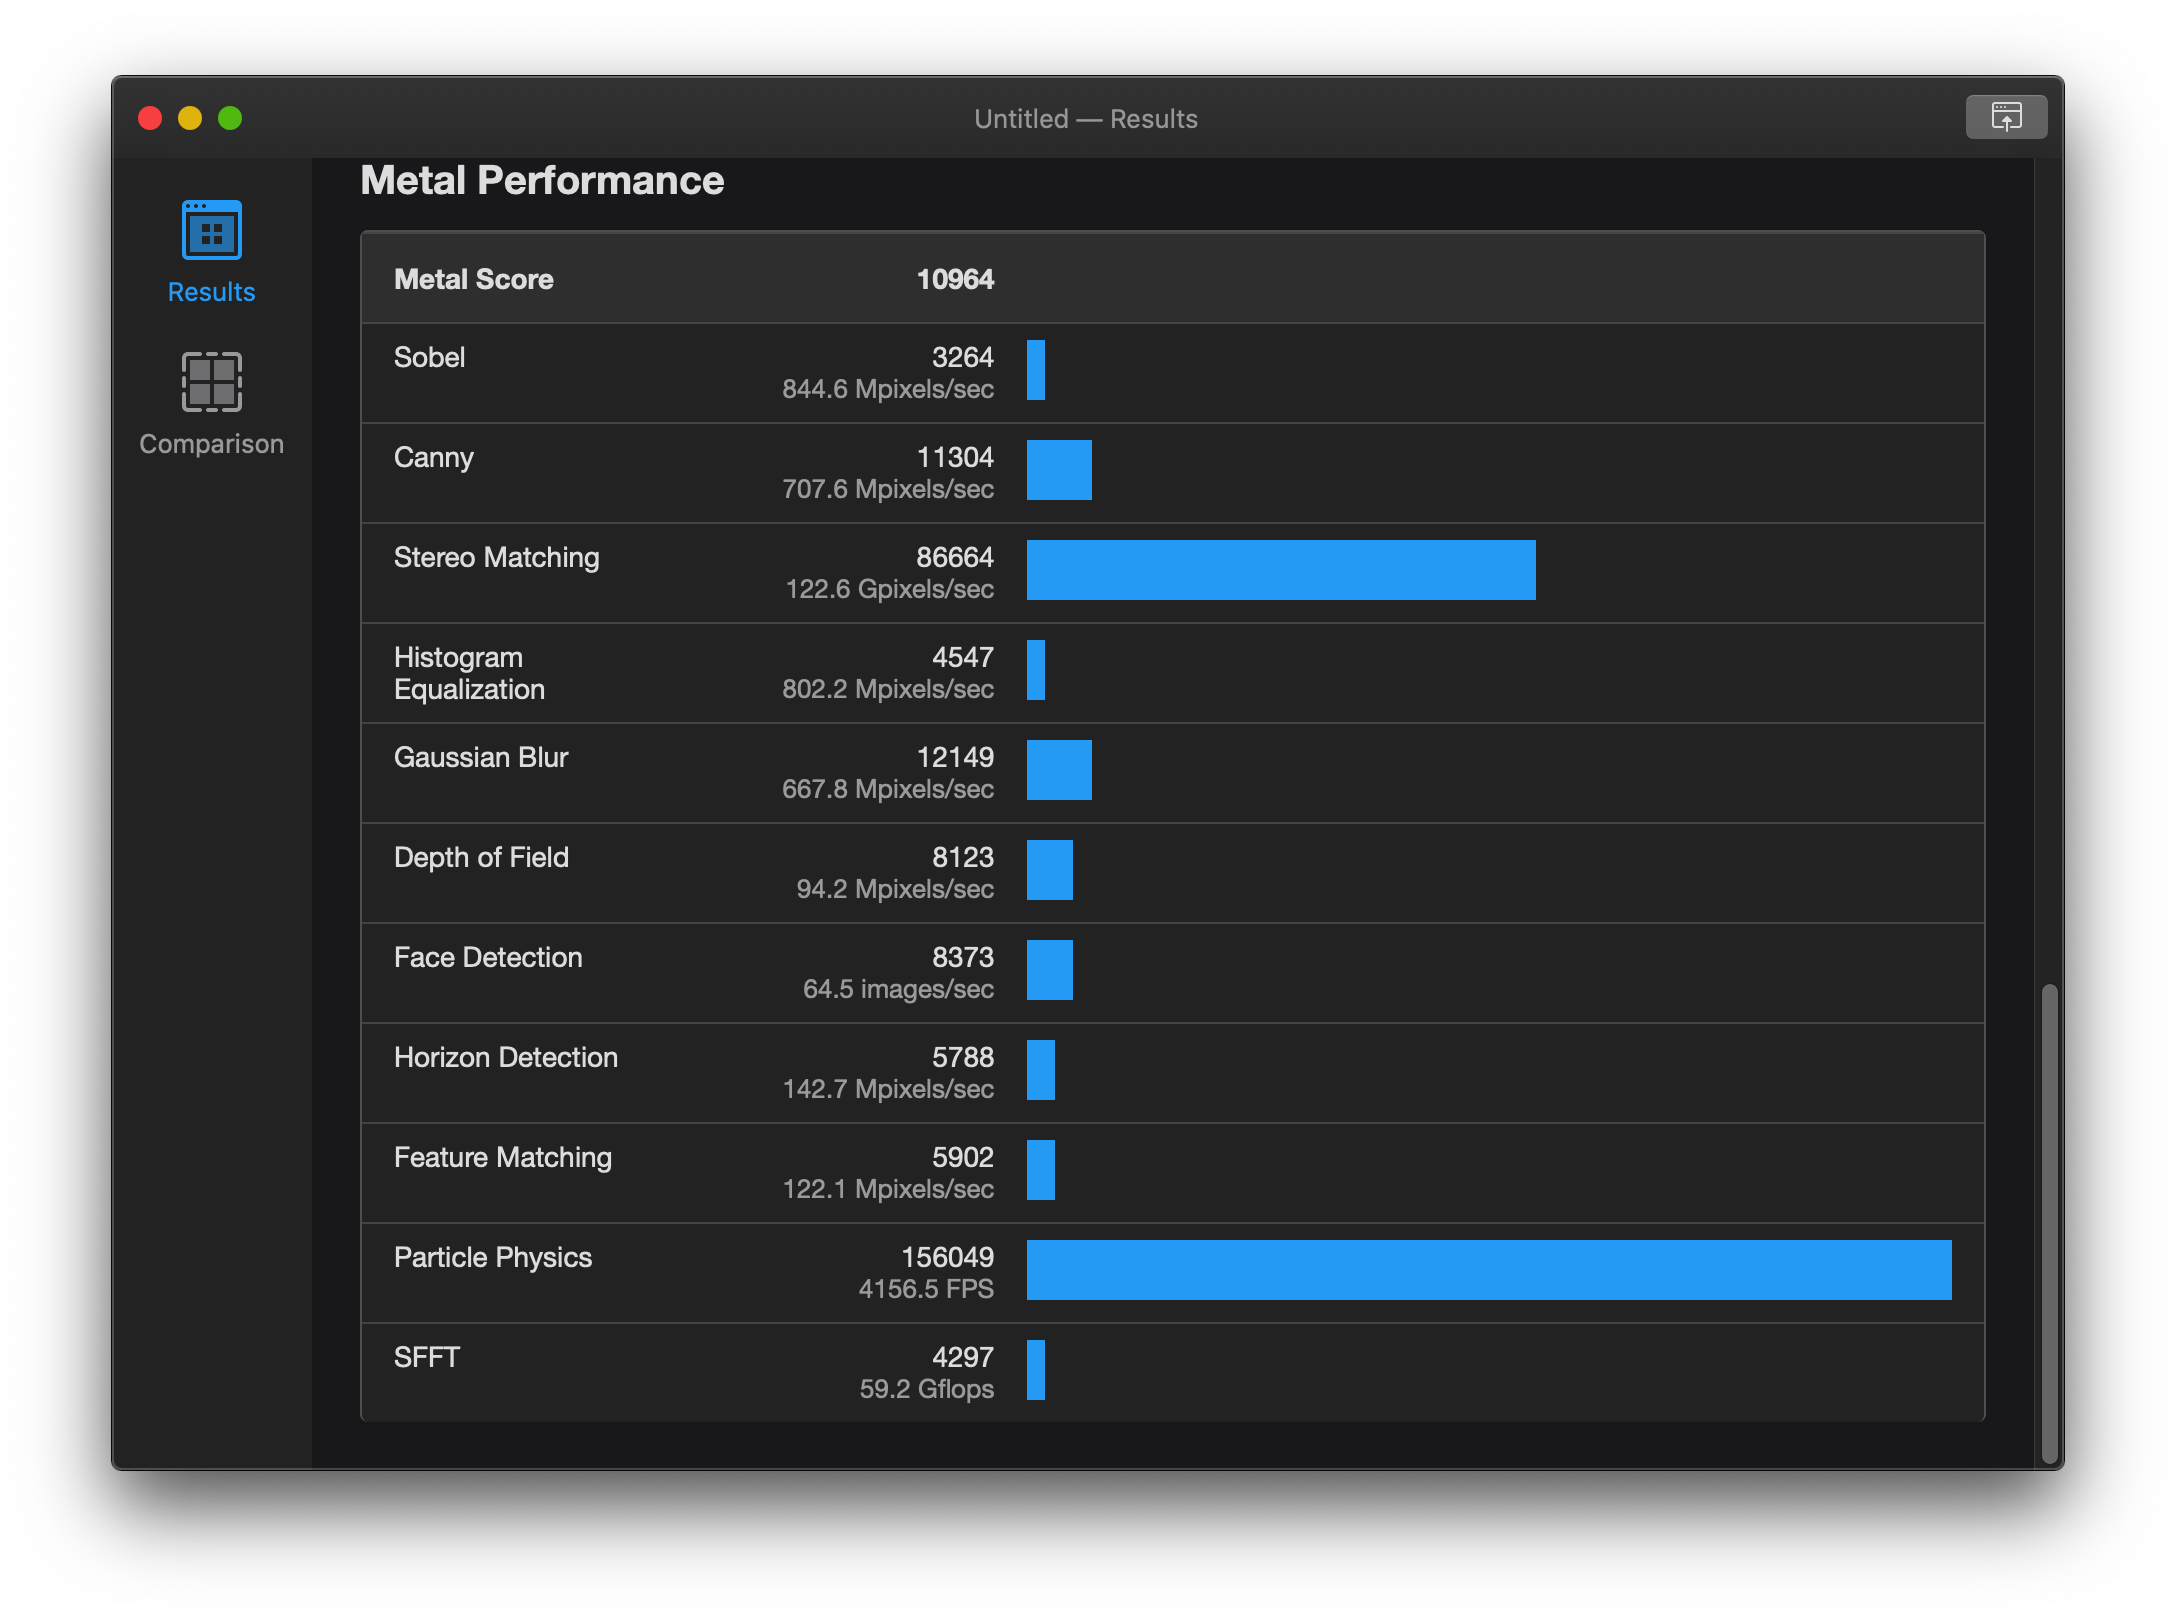 Untitled — Results
Results
Comparison
Metal Performance
Metal Score 10964
Sobel 3264
844.6 Mpixels/sec
Canny 11304
707.6 Mpixels/sec
Stereo Matching 86664
122.6 Gpixels/sec
Histogram 4547
Equalization 802.2 Mpixels/sec
Gaussian Blur 12149
667.8 Mpixels/sec
Depth of Field 8123
94.2 Mpixels/sec
Face Detection 8373
64.5 images/sec
Horizon Detection 5788
142.7 Mpixels/sec
Feature Matching 5902
122.1 Mpixels/sec
Particle Physics 156049
4156.5 FPS
SFFT 4297
59.2 Gflops